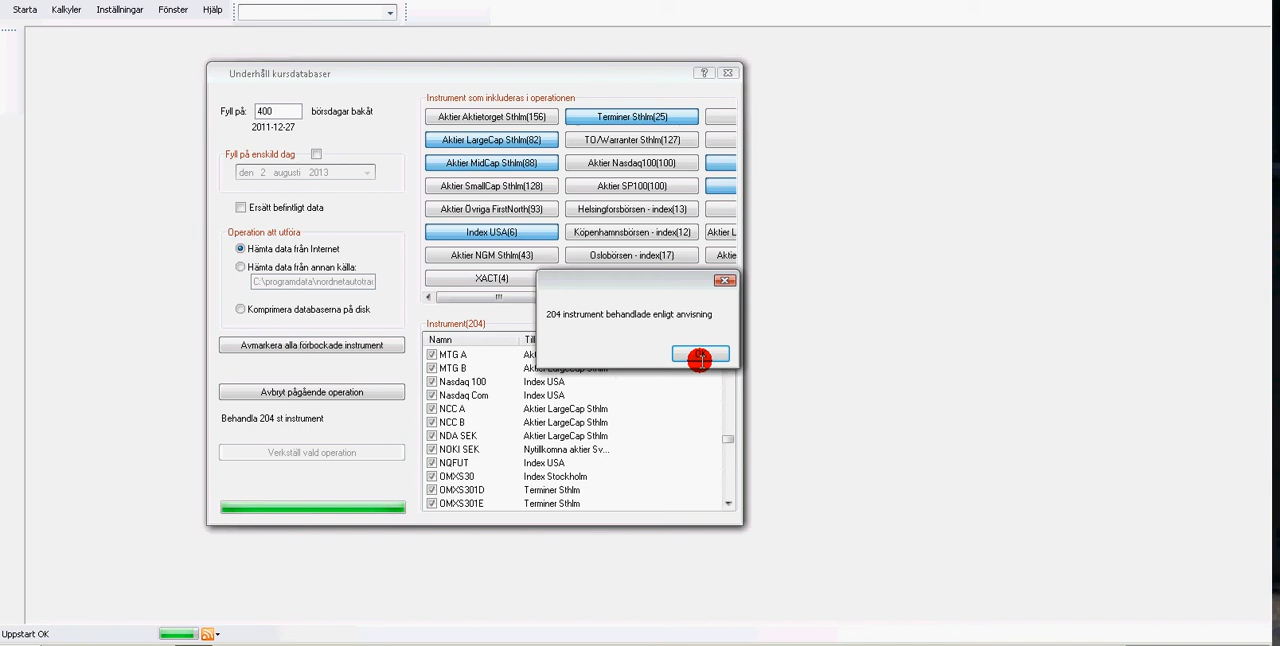 Starta Kalkyler Inställningar Fönster Hjälp
Underhåll kursdatabaser
Fyll på: 400 börsdagar bakåt
2011-12-27
Fyll på enskild dag
den 2 augusti 2013
Ersätt befintligt data
Operation att utföra
Hämta data från Internet
Hämta data från annan källa:
C:\programdata\nordnetautotrac
Komprimera databaserna på disk
Avmarkera alla förbockade instrument
Avbryt pågående operation
Behandla 204 st instrument
Verkställ vald operation
Instrument som inkluderas i operationen
Aktier Aktietorget Sthlm(156) Terminer Sthlm(25)
Aktier LargeCap Sthlm(82) TO/Warranter Sthlm(127)
Aktier MidCap Sthlm(88) Aktier Nasdaq100(100)
Aktier SmallCap Sthlm(128) Aktier SP100(100)
Aktier Övriga FirstNorth(93) Helsingforsbörsen - index(13)
Index USA(6) Köpenhamnsbörsen - index(12) Aktier L
Aktier NGM Sthlm(43) Oslobörsen - index(17) Aktie
XACT(4)
204 instrument behandlade enligt anvisning
Instrument(204)
Namn Till
MTG A Akt
MTG B Aktier LargeCap Sthlm
Nasdaq 100 Index USA
Nasdaq Com Index USA
NCC A Aktier LargeCap Sthlm
NCC B Aktier LargeCap Sthlm
NDA SEK Aktier LargeCap Sthlm
NOKI SEK Nytillkomna aktier Sv...
NQFUT Index USA
OMXS30 Index Stockholm
OMXS301D Terminer Sthlm
OMXS301E Terminer Sthlm
Uppstart OK